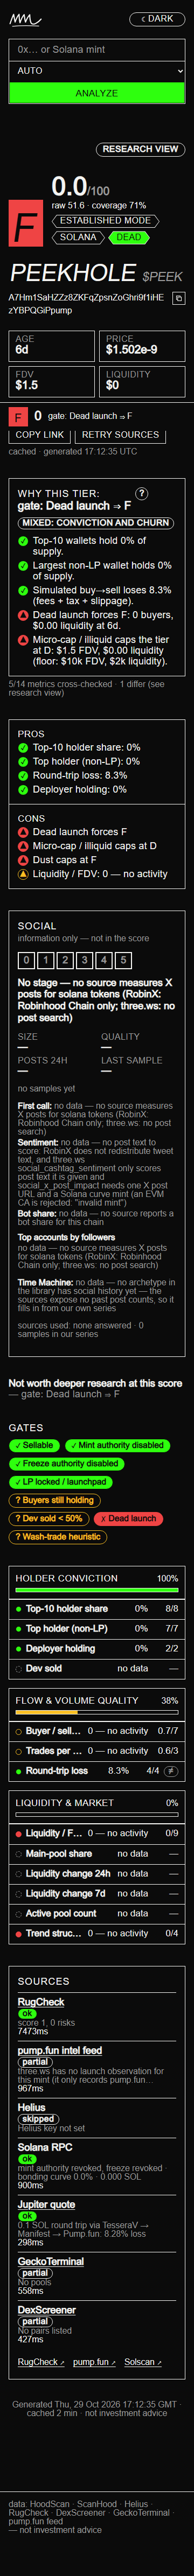 ☾ DARK
0x… or Solana mint
AUTO
ANALYZE
RESEARCH VIEW
F
0.0/100
raw 51.6 · coverage 71%
ESTABLISHED MODE
SOLANA
DEAD
PEEKHOLE $PEEK
A7Hm1SaHZZz8ZKFqZpsnZoGhri9f1iHE
zYBPQGiPpump
AGE
6d
PRICE
$1.502e-9
FDV
$1.5
LIQUIDITY
$0
F 0 gate: Dead launch ⇒ F
COPY LINK
RETRY SOURCES
cached · generated 17:12:35 UTC
WHY THIS TIER:
?
gate: Dead launch ⇒ F
MIXED: CONVICTION AND CHURN
Top-10 wallets hold 0% of
supply.
Largest non-LP wallet holds 0%
of supply.
Simulated buy→sell loses 8.3%
(fees + tax + slippage).
Dead launch forces F: 0 buyers,
$0.00 liquidity at 6d.
Micro-cap / illiquid caps the tier
at D: $1.5 FDV, $0.00 liquidity
(floor: $10k FDV, $2k liquidity).
5/14 metrics cross-checked · 1 differ (see
research view)
PROS
Top-10 holder share: 0%
Top holder (non-LP): 0%
Round-trip loss: 8.3%
Deployer holding: 0%
CONS
Dead launch forces F
Micro-cap / illiquid caps at D
Dust caps at F
Liquidity / FDV: 0 — no activity
SOCIAL
information only — not in the score
0 1 2 3 4 5
No stage — no source measures X
posts for solana tokens (RobinX:
Robinhood Chain only; three.ws: no
post search)
SIZE
—
QUALITY
—
POSTS 24H
—
LAST SAMPLE
—
no samples yet
First call: no data — no source measures
X posts for solana tokens (RobinX:
Robinhood Chain only; three.ws: no post
search)
Sentiment: no data — no post text to
score: RobinX does not redistribute tweet
text, and three.ws
social_cashtag_sentiment only scores
post text it is given and
social_x_post_impact needs one X post
URL and a Solana curve mint (an EVM
CA is rejected: "invalid mint")
Bot share: no data — no source reports a
bot share for this chain
Top accounts by followers
no data — no source measures X posts
for solana tokens (RobinX: Robinhood
Chain only; three.ws: no post search)
Time Machine: no data — no archetype in
the library has social history yet — the
sources expose no past post counts, so it
fills in from our own series
sources used: none answered · 0
samples in our series
Not worth deeper research at this score
— gate: Dead launch ⇒ F
GATES
✓ Sellable
✓ Mint authority disabled
✓ Freeze authority disabled
✓ LP locked / launchpad
? Buyers still holding
? Dev sold < 50%
x Dead launch
? Wash-trade heuristic
HOLDER CONVICTION 100%
Top-10 holder share 0% 8/8
Top holder (non-LP) 0% 7/7
Deployer holding 0% 2/2
Dev sold no data —
FLOW & VOLUME QUALITY 38%
Buyer / sell… 0 — no activity 0.7/7
Trades per … 0 — no activity 0.6/3
Round-trip loss 8.3% 4/4 ≠
LIQUIDITY & MARKET 0%
Liquidity / F… 0 — no activity 0/9
Main-pool share no data —
Liquidity change 24h no data —
Liquidity change 7d no data —
Active pool count no data —
Trend struc… 0 — no activity 0/4
SOURCES
RugCheck
ok
score 1, 0 risks
7473ms
pump.fun intel feed
partial
three.ws has no launch observation for
this mint (it only records pump.fun…
967ms
Helius
skipped
Helius key not set
Solana RPC
ok
mint authority revoked, freeze revoked ·
bonding curve 0.0% · 0.000 SOL
900ms
Jupiter quote
ok
0.1 SOL round trip via TesseraV →
Manifest → Pump.fun: 8.28% loss
298ms
GeckoTerminal
partial
No pools
558ms
DexScreener
partial
No pairs listed
427ms
RugCheck ↗ pump.fun ↗ Solscan ↗
Generated Thu, 29 Oct 2026 17:12:35 GMT ·
cached 2 min · not investment advice
data: HoodScan · ScanHood · Helius ·
RugCheck · DexScreener · GeckoTerminal ·
pump.fun feed
— not investment advice.